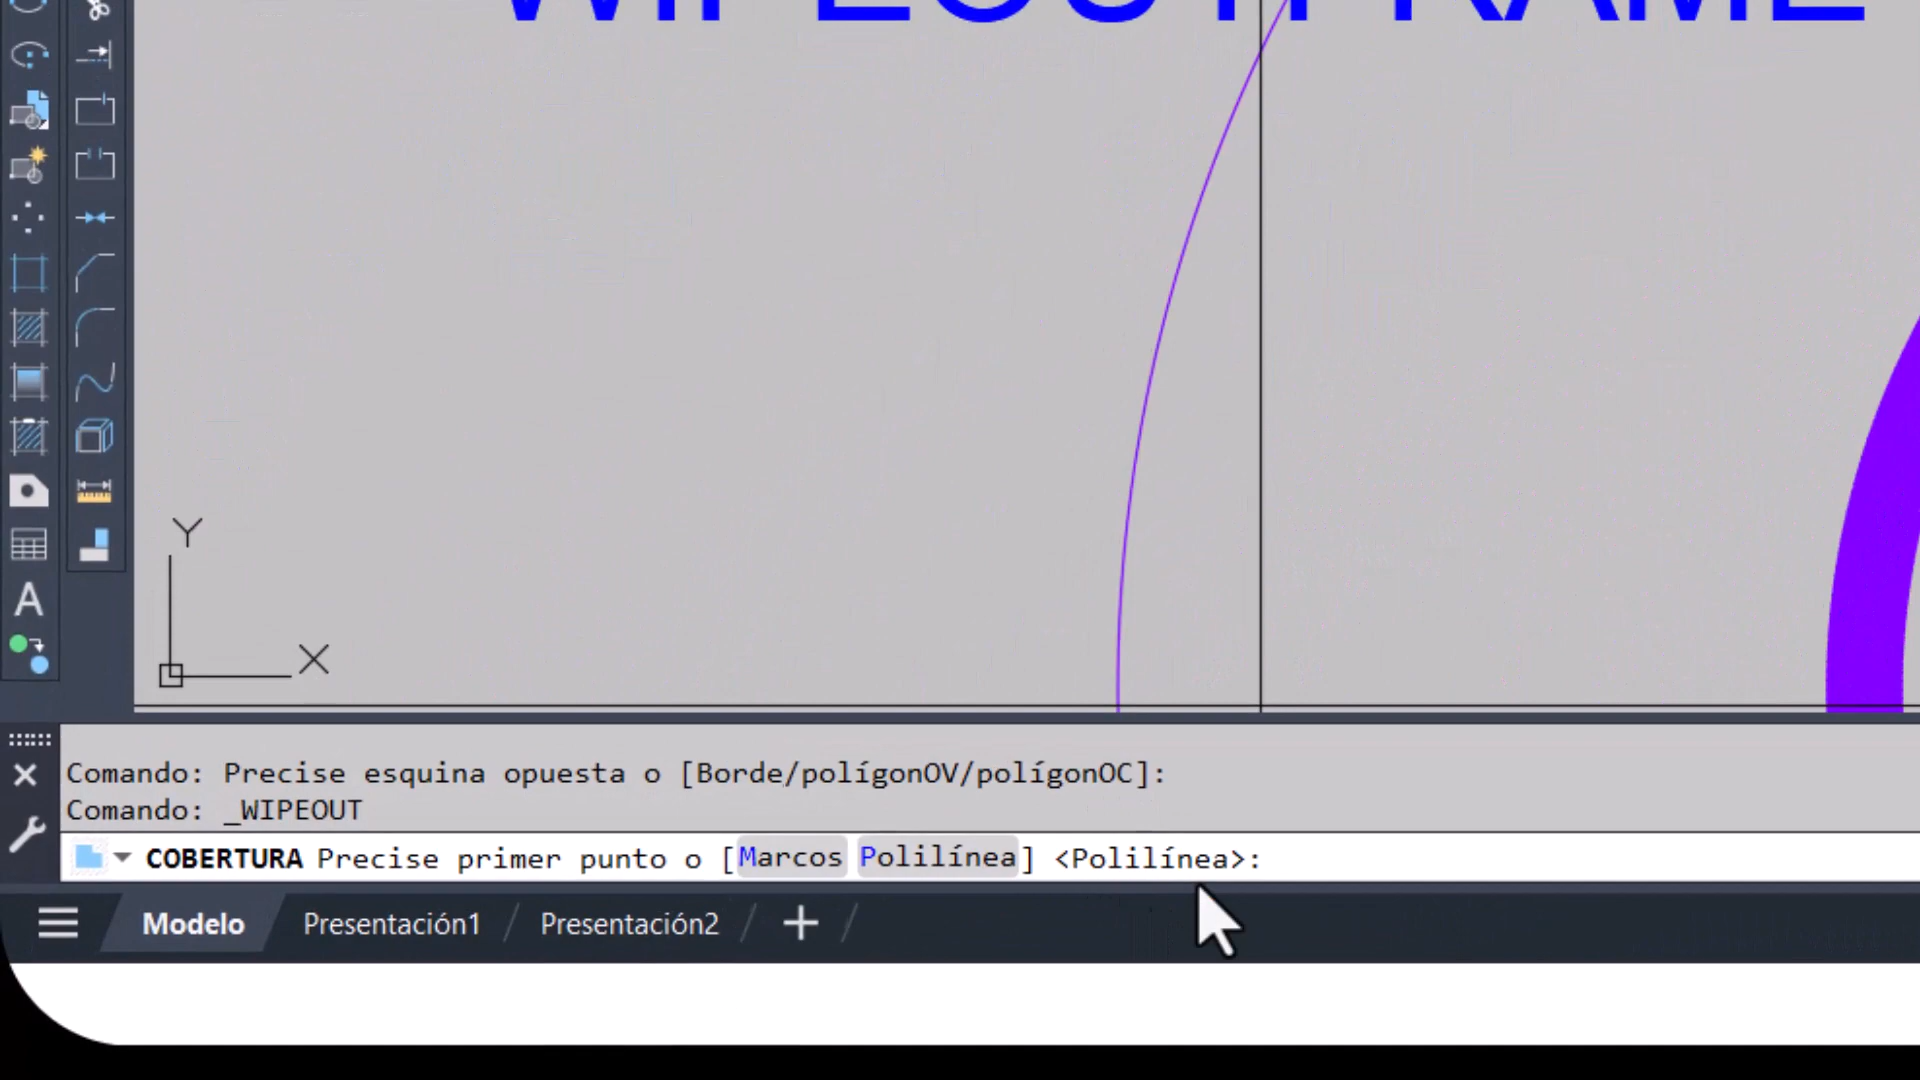 WIPEOUTFRAME
Y
X
Comando: Precise esquina opuesta o [Borde/polígonOV/polígonOC]:
Comando: _WIPEOUT
COBERTURA Precise primer punto o [Marcos Polilínea] <Polilínea>:
Modelo Presentación1 Presentación2